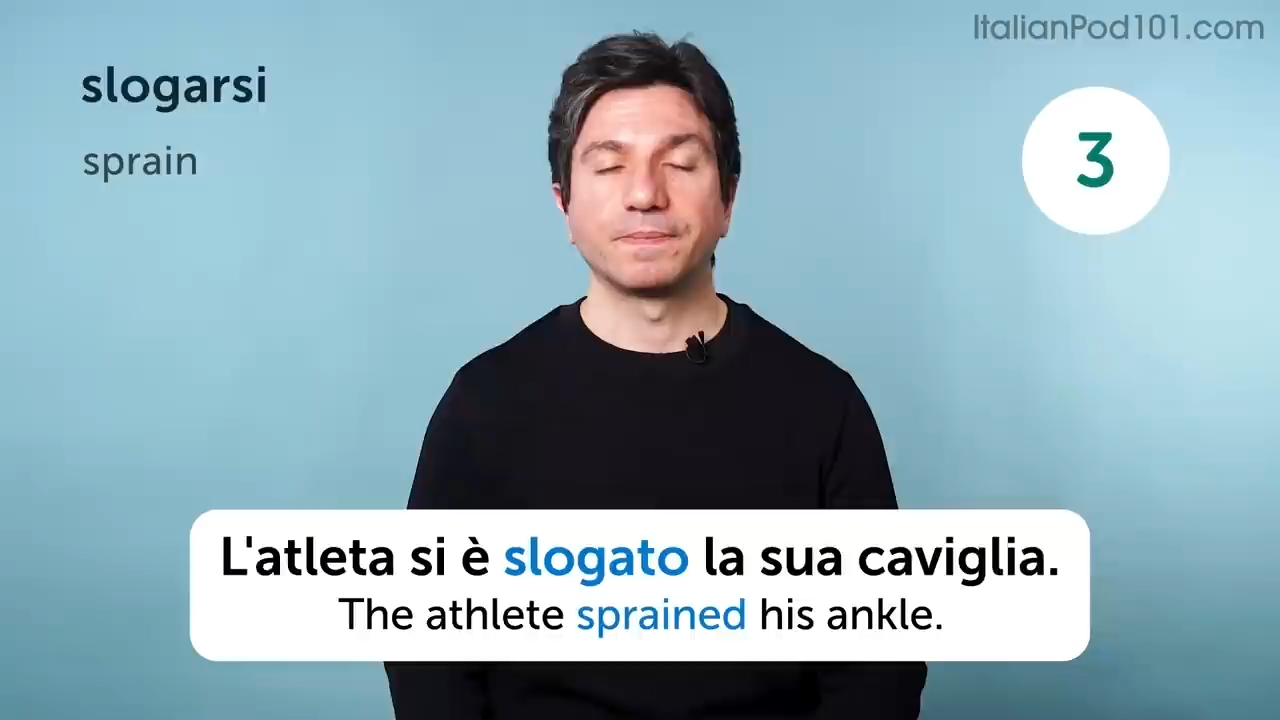 ItalianPod101.com
slogarsi
sprain
3
L'atleta si è slogato la sua caviglia.
The athlete sprained his ankle.